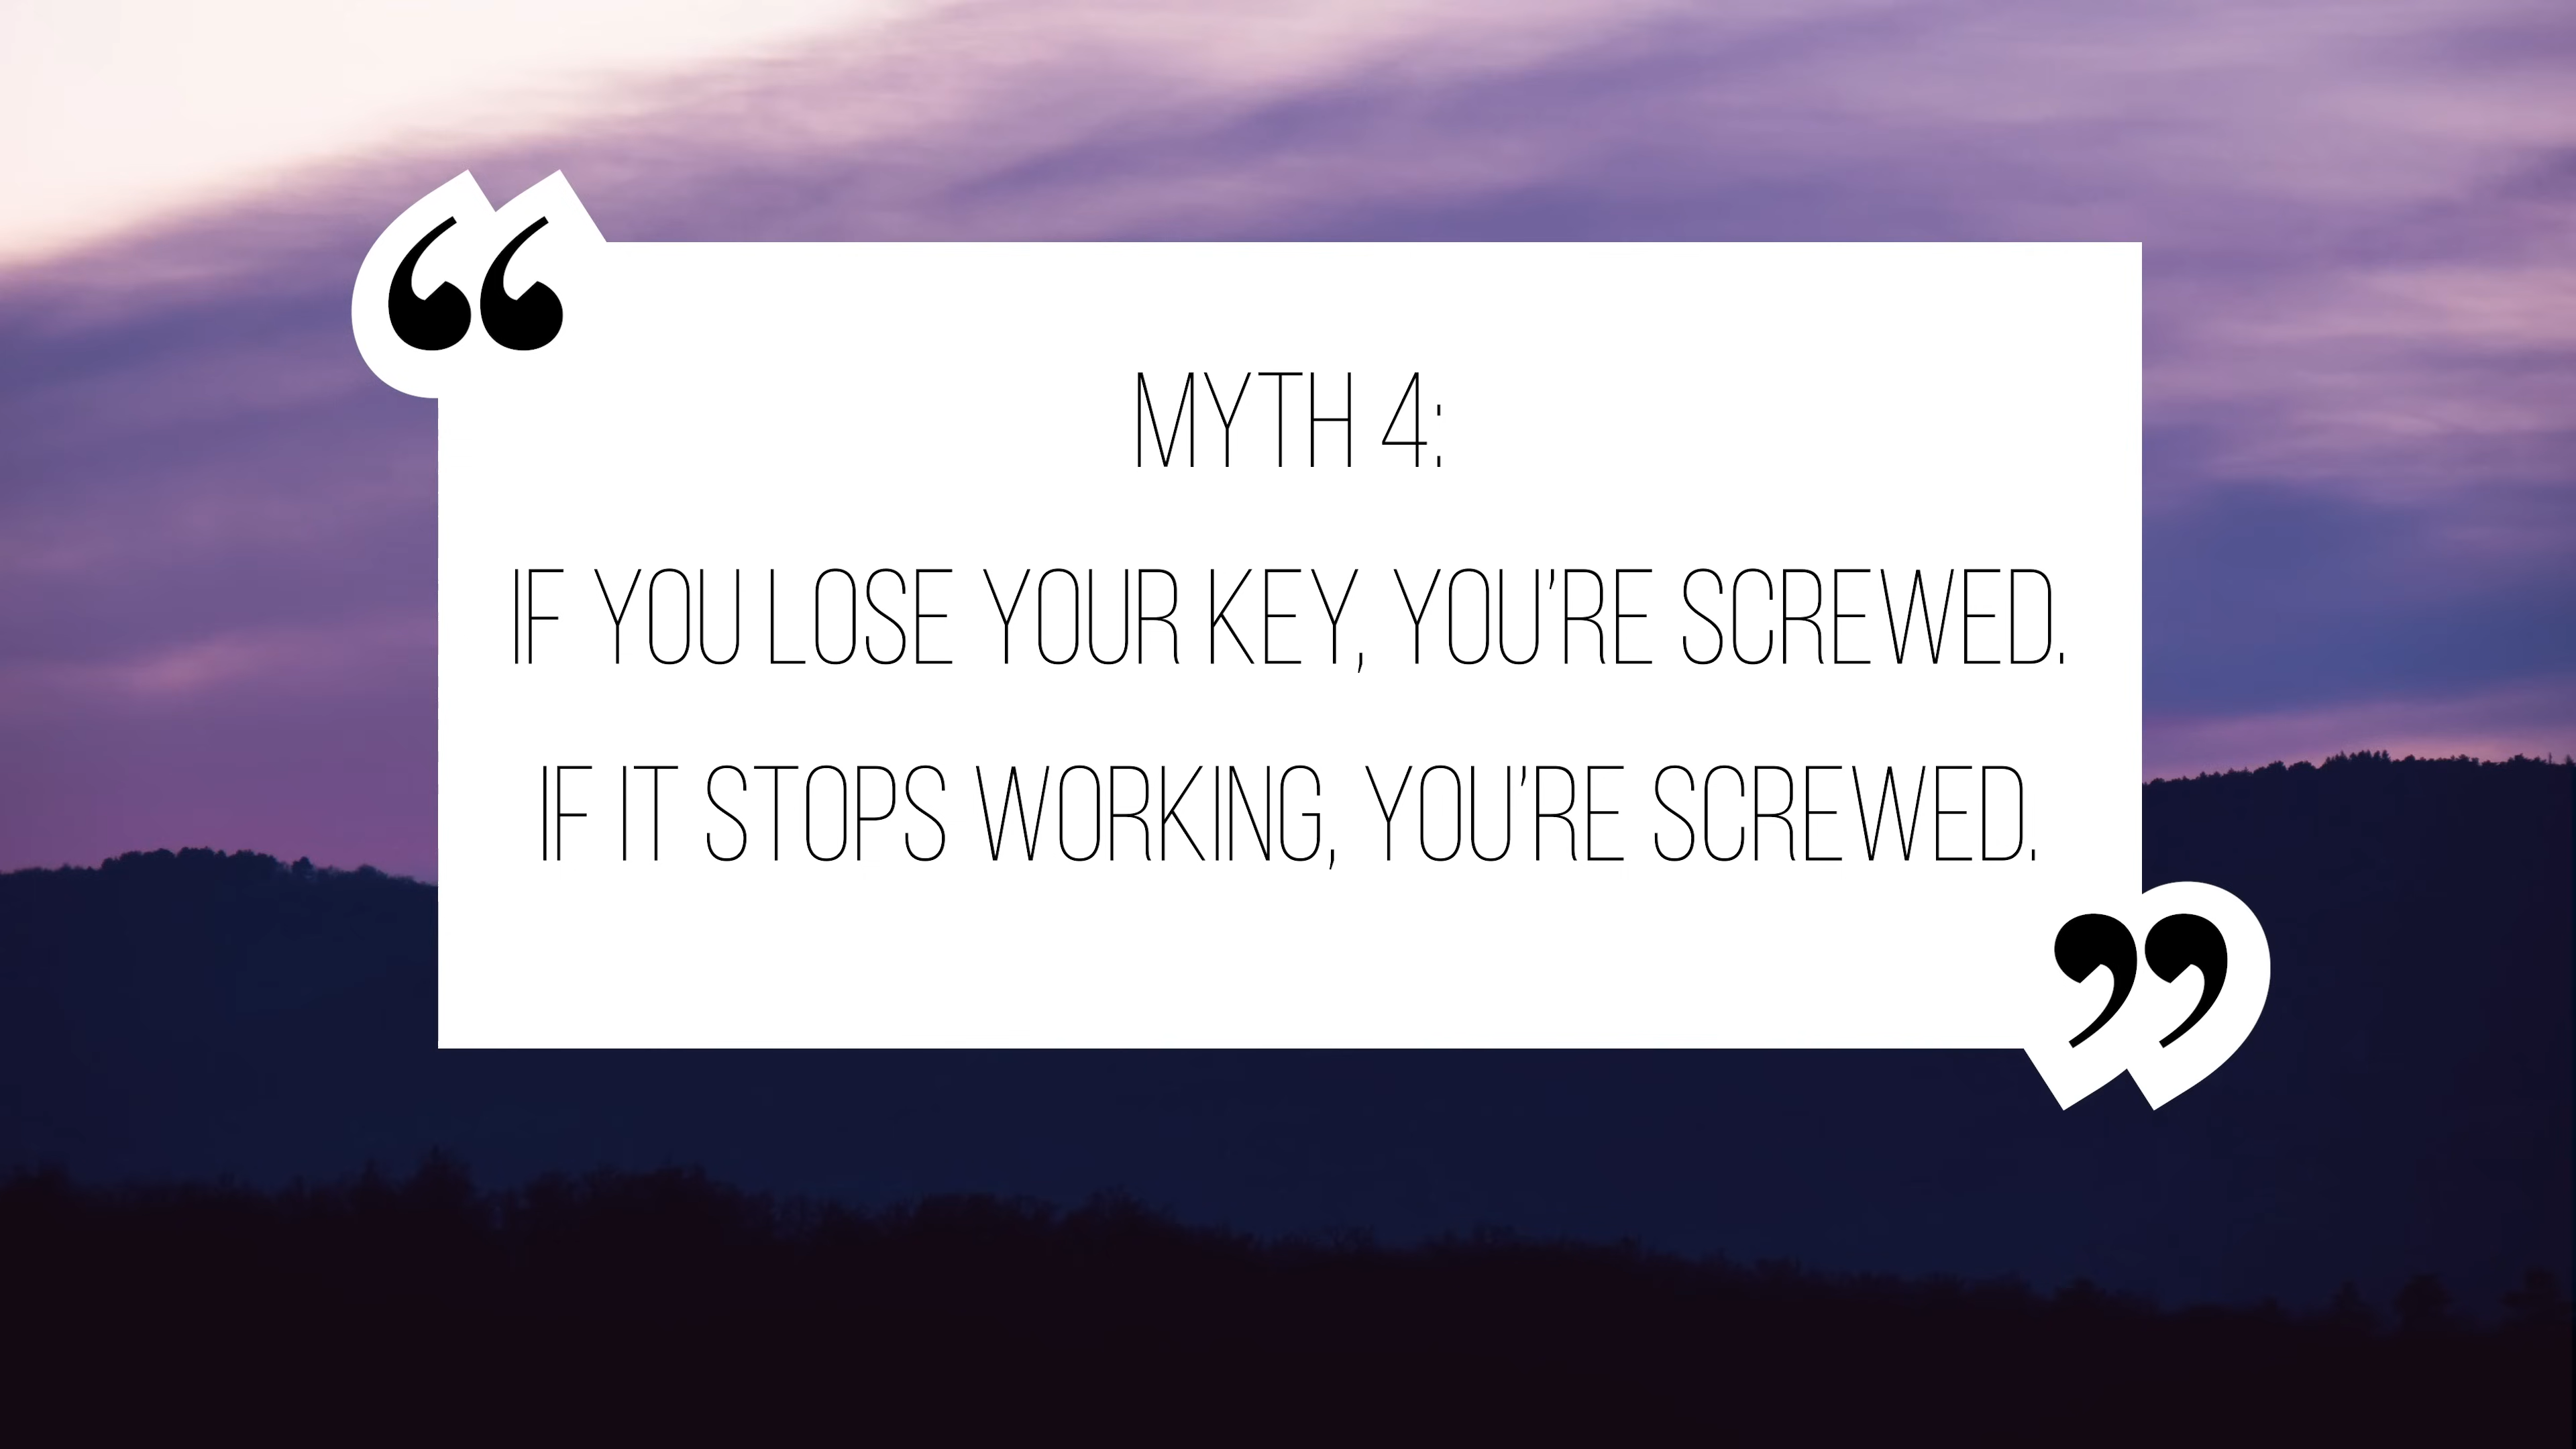 “
MYTH 4:
IF YOU LOSE YOUR KEY, YOU’RE SCREWED.
IF IT STOPS WORKING, YOU’RE SCREWED.
”